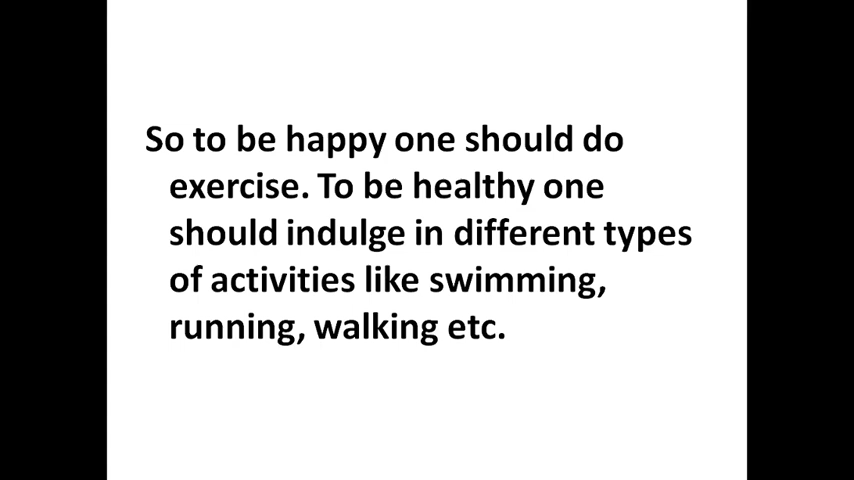 So to be happy one should do
exercise. To be healthy one
should indulge in different types
of activities like swimming,
running, walking etc.